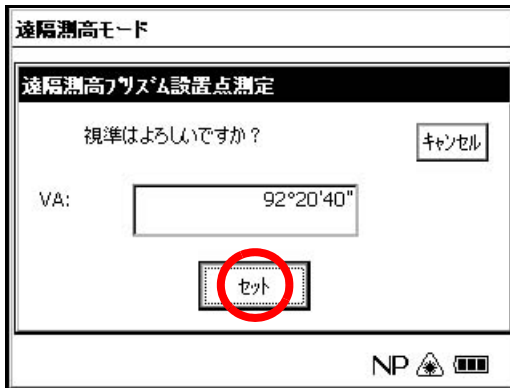 遠隔測高モード
遠隔測高ﾌﾟﾘｽﾞﾑ設置点測定
視準はよろしいですか？
ｷｬﾝｾﾙ
VA:
92°20'40"
ｾｯﾄ
NP